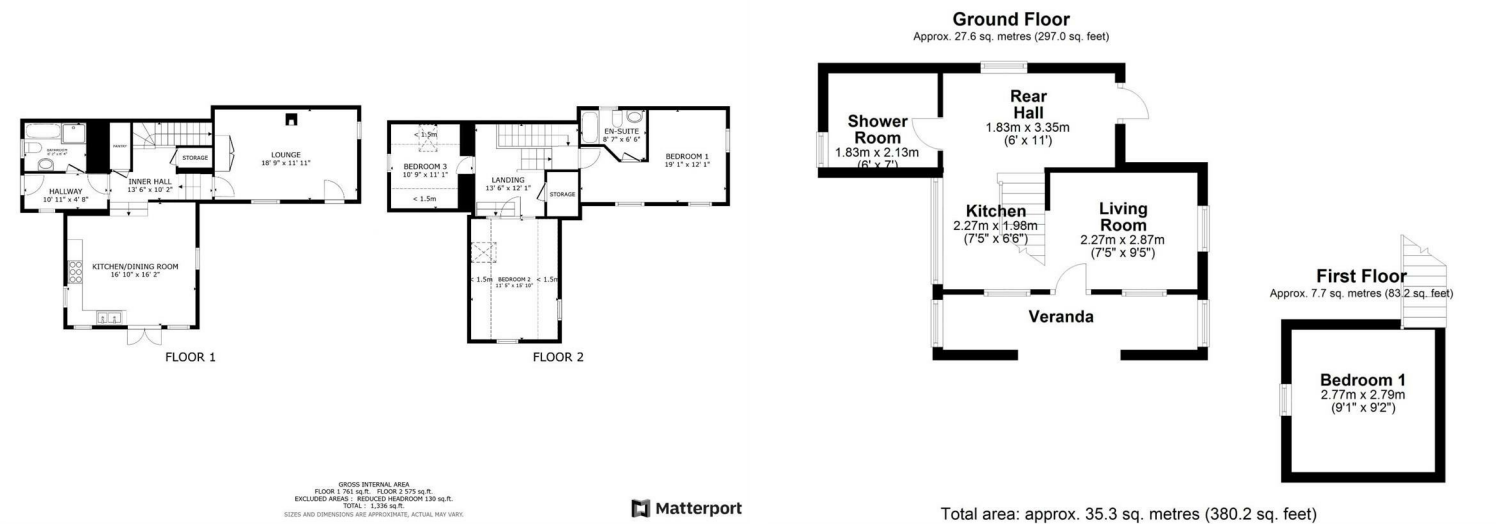 PANTRY
STORAGE
LOUNGE
18' 9" x 11' 11"
INNER HALL
13' 6" x 10' 2"
HALLWAY
10' 11" x 4' 8"
KITCHEN/DINING ROOM
16' 10" x 16' 2"
FLOOR 1
< 1.5m
EN-SUITE
8' 7" x 6' 6"
BEDROOM 3
10' 9" x 11' 1"
BEDROOM 1
19' 1" x 12' 1"
LANDING
13' 6" x 12' 1"
STORAGE
< 1.5m
< 1.5m
BEDROOM 2
11' 5" x 15' 10"
< 1.5m
FLOOR 2
GROSS INTERNAL AREA
FLOOR 1 761 sq.ft. FLOOR 2 575 sq.ft.
EXCLUDED AREAS : REDUCED HEADROOM 130 sq.ft.
TOTAL : 1,336 sq.ft.
SIZES AND DIMENSIONS ARE APPROXIMATE, ACTUAL MAY VARY.
Matterport
Ground Floor
Approx. 27.6 sq. metres (297.0 sq. feet)
Rear
Hall
1.83m x 3.35m
(6' x 11')
Shower
Room
1.83m x 2.13m
(6' x 7')
Kitchen
2.27m x 1.98m
(7'5" x 6'6")
Living
Room
2.27m x 2.87m
(7'5" x 9'5")
Veranda
First Floor
Approx. 7.7 sq. metres (83.2 sq. feet)
Bedroom 1
2.77m x 2.79m
(9'1" x 9'2")
Total area: approx. 35.3 sq. metres (380.2 sq. feet)